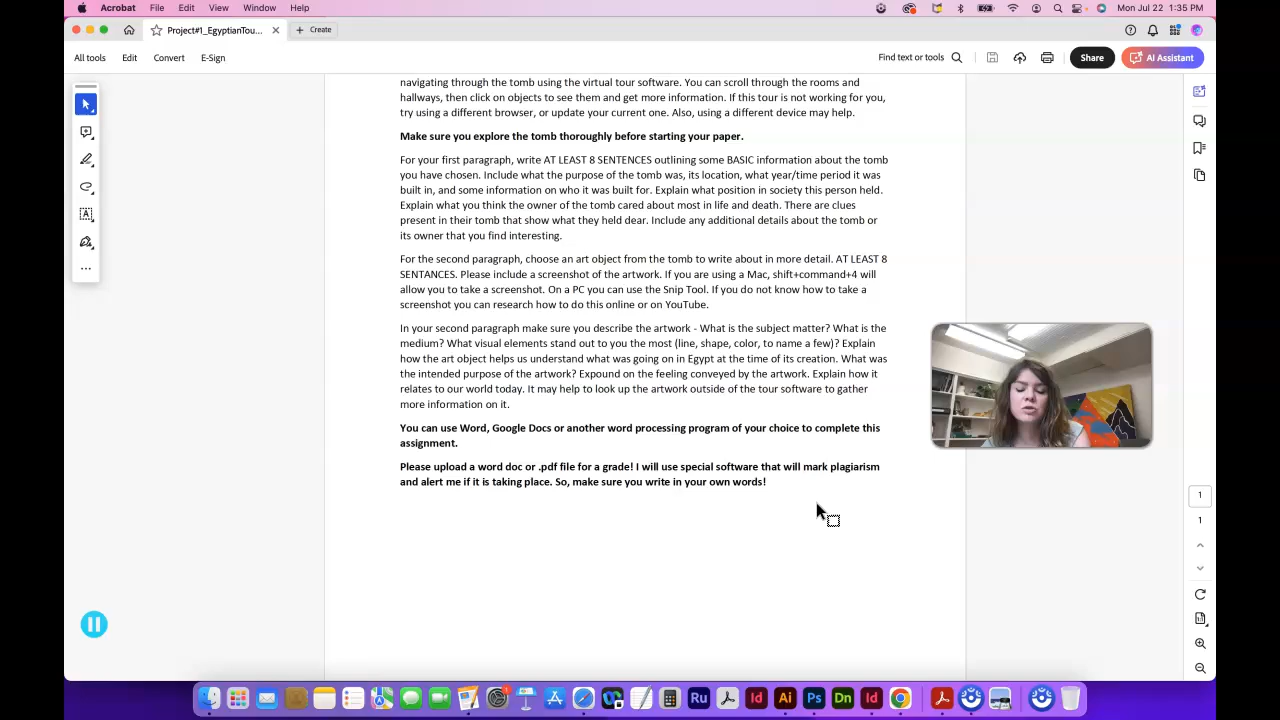 Acrobat File Edit View Window Help
Mon Jul 22 1:35 PM
Project#1_EgyptianTou...
Create
All tools Edit Convert E-Sign
Find text or tools
Share
AI Assistant
navigating through the tomb using the virtual tour software. You can scroll through the rooms and
hallways, then click on objects to see them and get more information. If this tour is not working for you,
try using a different browser, or update your current one. Also, using a different device may help.
Make sure you explore the tomb thoroughly before starting your paper.
For your first paragraph, write AT LEAST 8 SENTENCES outlining some BASIC information about the tomb
you have chosen. Include what the purpose of the tomb was, its location, what year/time period it was
built in, and some information on who it was built for. Explain what position in society this person held.
Explain what you think the owner of the tomb cared about most in life and death. There are clues
present in their tomb that show what they held dear. Include any additional details about the tomb or
its owner that you find interesting.
For the second paragraph, choose an art object from the tomb to write about in more detail. AT LEAST 8
SENTANCES. Please include a screenshot of the artwork. If you are using a Mac, shift+command+4 will
allow you to take a screenshot. On a PC you can use the Snip Tool. If you do not know how to take a
screenshot you can research how to do this online or on YouTube.
In your second paragraph make sure you describe the artwork - What is the subject matter? What is the
medium? What visual elements stand out to you the most (line, shape, color, to name a few)? Explain
how the art object helps us understand what was going on in Egypt at the time of its creation. What was
the intended purpose of the artwork? Expound on the feeling conveyed by the artwork. Explain how it
relates to our world today. It may help to look up the artwork outside of the tour software to gather
more information on it.
You can use Word, Google Docs or another word processing program of your choice to complete this
assignment.
Please upload a word doc or .pdf file for a grade! I will use special software that will mark plagiarism
and alert me if it is taking place. So, make sure you write in your own words!
1
1
Ru
Id
Ai
Ps
Dn
Id